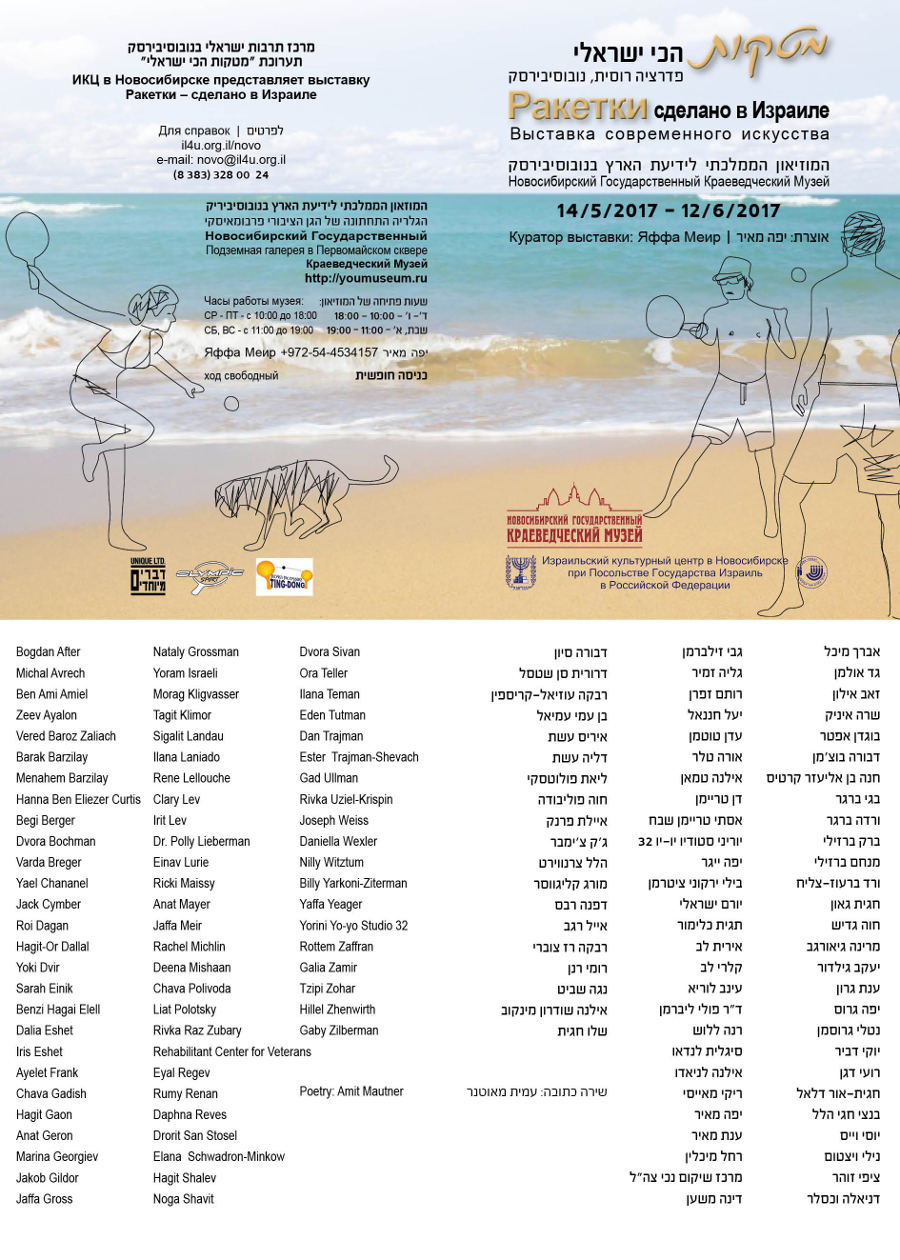 מרכז תרבות ישראלי בנובוסיבירסק
תערוכת "מטקות הכי ישראלי"
ИКЦ в Новосибирске представляет выставку
Ракетки – сделано в Израиле
Для справок | לפרטים
il4u.org.il/novo
e-mail: novo@il4u.org.il
(8 383) 328 00 24
המוזאון הממלכתי לידיעת הארץ בנובוסיביריק
הגלריה התחתונה של הגן הציבורי פרבומאיסקי
Новосибирский Государственный
Подземная галерея в Первомайском сквере
Краеведческий Музей
http://youmuseum.ru
Часы работы музея: שעות פתיחה של המוזיאון:
СР - ПТ - с 10:00 до 18:00 ד'- ו' - 10:00 - 18:00
СБ, ВС - с 11:00 до 19:00 שבת, א' - 11:00 - 19:00
Яффа Меир +972-54-4534157 יפה מאיר
ход свободный כניסה חופשית
מטקות הכי ישראלי
פדרציה רוסית, נובוסיבירסק
Ракетки сделано в Израиле
Выставка современного искусства
המוזיאון הממלכתי לידיעת הארץ בנובוסיבירסק
Новосибирский Государственный Краеведческий Музей
14/5/2017 - 12/6/2017
Куратор выставки: Яффа Меир | אוצרת: יפה מאיר
НОВОСИБИРСКИЙ ГОСУДАРСТВЕННЫЙ
КРАЕВЕДЧЕСКИЙ МУЗЕЙ
Израильский культурный центр в Новосибирске
при Посольстве Государства Израиль
в Российской Федерации
UNIQUE LTD.
דברים
מיוחדים
OLYMPIC
SPORT
TING-DONG
Bogdan After
Michal Avrech
Ben Ami Amiel
Zeev Ayalon
Vered Baroz Zaliach
Barak Barzilay
Menahem Barzilay
Hanna Ben Eliezer Curtis
Begi Berger
Dvora Bochman
Varda Breger
Yael Chananel
Jack Cymber
Roi Dagan
Hagit-Or Dallal
Yoki Dvir
Sarah Einik
Benzi Hagai Elell
Dalia Eshet
Iris Eshet
Ayelet Frank
Chava Gadish
Hagit Gaon
Anat Geron
Marina Georgiev
Jakob Gildor
Jaffa Gross
Nataly Grossman
Yoram Israeli
Morag Kligvasser
Tagit Klimor
Sigalit Landau
Ilana Laniado
Rene Lellouche
Clary Lev
Irit Lev
Dr. Polly Lieberman
Einav Lurie
Ricki Maissy
Anat Mayer
Jaffa Meir
Rachel Michlin
Deena Mishaan
Chava Polivoda
Liat Polotsky
Rivka Raz Zubary
Rehabilitant Center for Veterans
Eyal Regev
Rumy Renan
Daphna Reves
Drorit San Stosel
Elana Schwadron-Minkow
Hagit Shalev
Noga Shavit
Dvora Sivan
Ora Teller
Ilana Teman
Eden Tutman
Dan Trajman
Ester Trajman-Shevach
Gad Ullman
Rivka Uziel-Krispin
Joseph Weiss
Daniella Wexler
Nilly Witztum
Billy Yarkoni-Ziterman
Yaffa Yeager
Yorini Yo-yo Studio 32
Rottem Zaffran
Galia Zamir
Tzipi Zohar
Hillel Zhenwirth
Gaby Zilberman
Poetry: Amit Mautner
אברך מיכל
גד אולמן
זאב אילון
שרה איניק
בוגדן אפטר
דבורה בוצ'מן
חנה בן אליעזר קרטיס
בגי ברגר
ורדה ברגר
ברק ברזילי
מנחם ברזילי
ורד ברעוז-צליח
חגית גאון
חוה גדיש
מרינה גיאורגב
יעקב גילדור
ענת גרון
יפה גרוס
נטלי גרוסמן
יוקי דביר
רועי דגן
חגית-אור דלאל
בנצי חגי הלל
יוסי וייס
נילי ויצטום
ציפי זוהר
דניאלה וכסלר
גבי זילברמן
גליה זמיר
רותם זפרן
יעל חננאל
עדן טוטמן
אורה טלר
אילנה טמאן
דן טריימן
אסתי טריימן שבח
יוריני סטודיו יו-יו 32
יפה ייגר
בילי ירקוני ציטרמן
יורם ישראלי
תגית כלימור
אירית לב
קלרי לב
עינב לוריא
ד"ר פולי ליברמן
רנה ללוש
סיגלית לנדאו
אילנה לניאדו
ריקי מאייסי
יפה מאיר
ענת מאיר
רחל מיכלין
מרכז שיקום נכי צה"ל
דינה משען
דבורה סיון
דרורית סן שטסל
רבקה עוזיאל-קריספין
בן עמי עמיאל
איריס עשת
דליה עשת
ליאת פולוטסקי
חוה פוליבודה
איילת פרנק
ג'ק צ'ימבר
הלל צרנווירט
מורג קליגווסר
דפנה רבס
אייל רגב
רבקה רז צוברי
רומי רנן
נגה שביט
אילנה שודרון מינקוב
שלו חגית
שירה כתובה: עמית מאוטנר